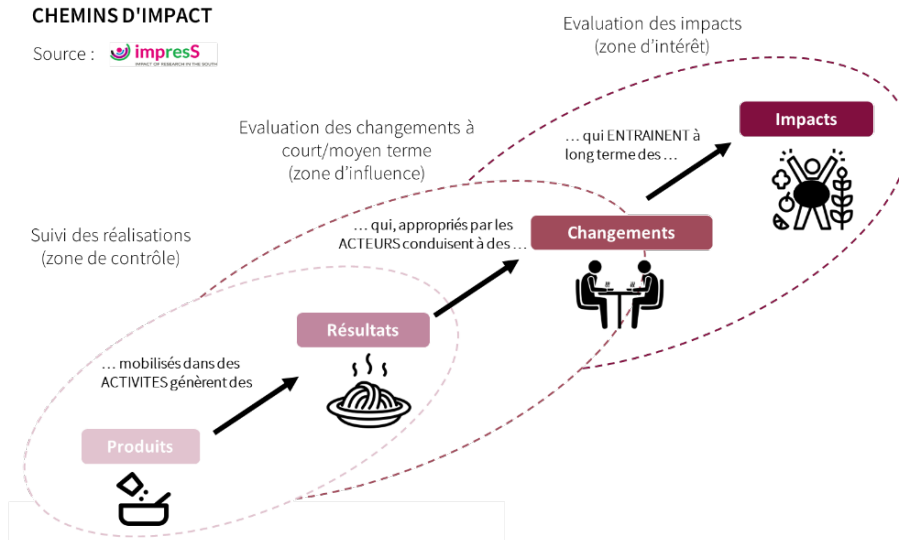 CHEMINS D'IMPACT
Source :
impresS
IMPACT OF RESEARCH IN THE SOUTH
Evaluation des impacts
(zone d'intérêt)
Impacts
… qui ENTRAINENT à
long terme des …
Evaluation des changements à
court/moyen terme
(zone d'influence)
… qui, appropriés par les
ACTEURS conduisent à des …
Changements
Suivi des réalisations
(zone de contrôle)
Résultats
… mobilisés dans des
ACTIVITES génèrent des
Produits